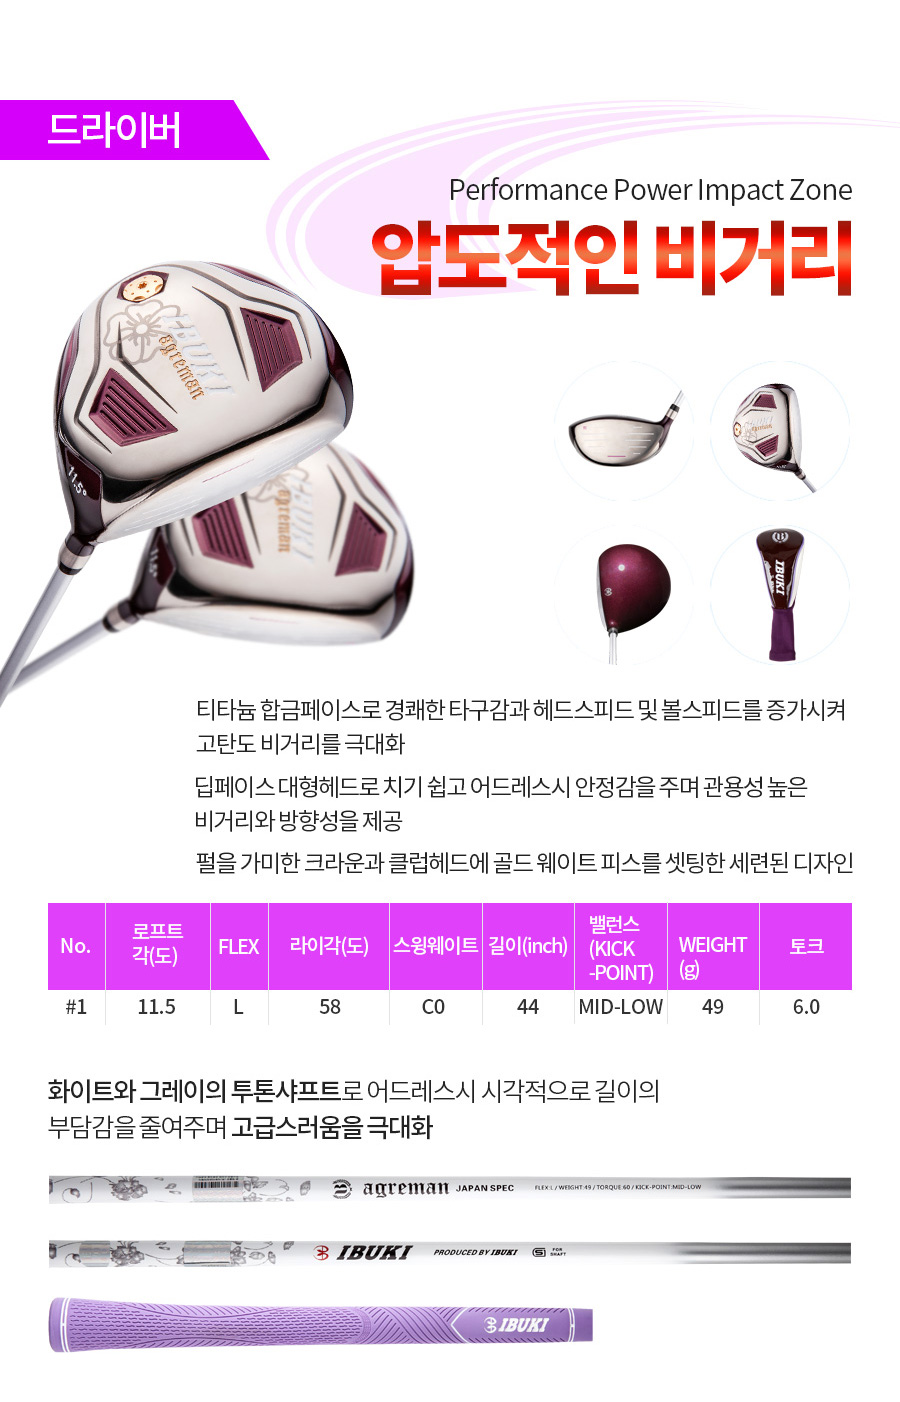 드라이버
Performance Power Impact Zone
압도적인 비거리
IBUKI
agreman
11.5°
IBUKI
agreman
agreman
IBUKI
티타늄 합금페이스로 경쾌한 타구감과 헤드스피드 및 볼스피드를 증가시켜
고탄도 비거리를 극대화
딥페이스 대형헤드로 치기 쉽고 어드레스시 안정감을 주며 관용성 높은
비거리와 방향성을 제공
펄을 가미한 크라운과 클럽헤드에 골드 웨이트 피스를 셋팅한 세련된 디자인
No. 로프트각(도) FLEX 라이각(도) 스윙웨이트 길이(inch) 밸런스(KICK-POINT) WEIGHT(g) 토크
#1 11.5 L 58 C0 44 MID-LOW 49 6.0
화이트와 그레이의 투톤샤프트로 어드레스시 시각적으로 길이의
부담감을 줄여주며 고급스러움을 극대화
agreman JAPAN SPEC FLEX:L / WEIGHT:49 / TORQUE:60 / KICK-POINT:MID-LOW
IBUKI PRODUCED BY IBUKI FOR SHAFT
IBUKI